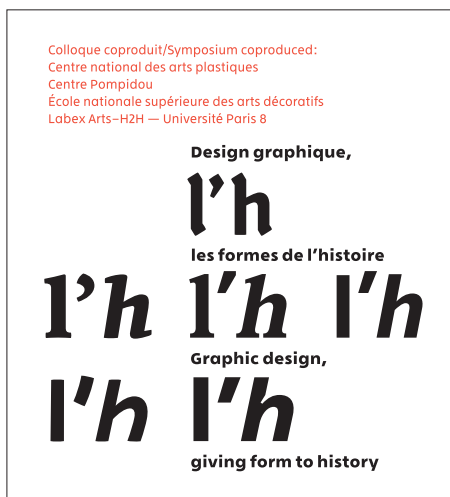 Colloque coproduit/Symposium coproduced:
Centre national des arts plastiques
Centre Pompidou
École nationale supérieure des arts décoratifs
Labex Arts–H2H — Université Paris 8
Design graphique,
l’h
les formes de l’histoire
l’h l’h l’h
Graphic design,
l’h l’h
giving form to history